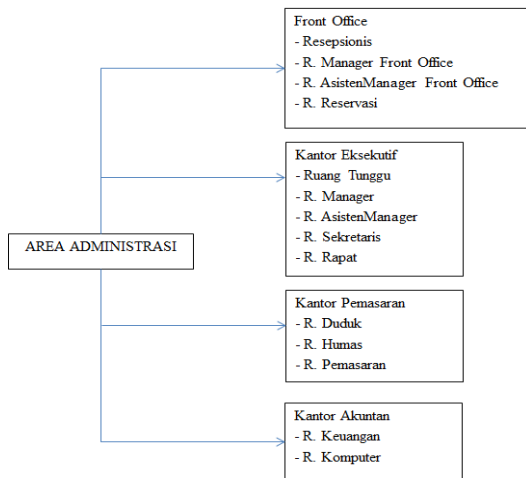 Front Office
- Resepsionis
- R. Manager Front Office
- R. AsistenManager Front Office
- R. Reservasi
Kantor Eksekutif
- Ruang Tunggu
- R. Manager
- R. AsistenManager
- R. Sekretaris
- R. Rapat
AREA ADMINISTRASI
Kantor Pemasaran
- R. Duduk
- R. Humas
- R. Pemasaran
Kantor Akuntan
- R. Keuangan
- R. Komputer